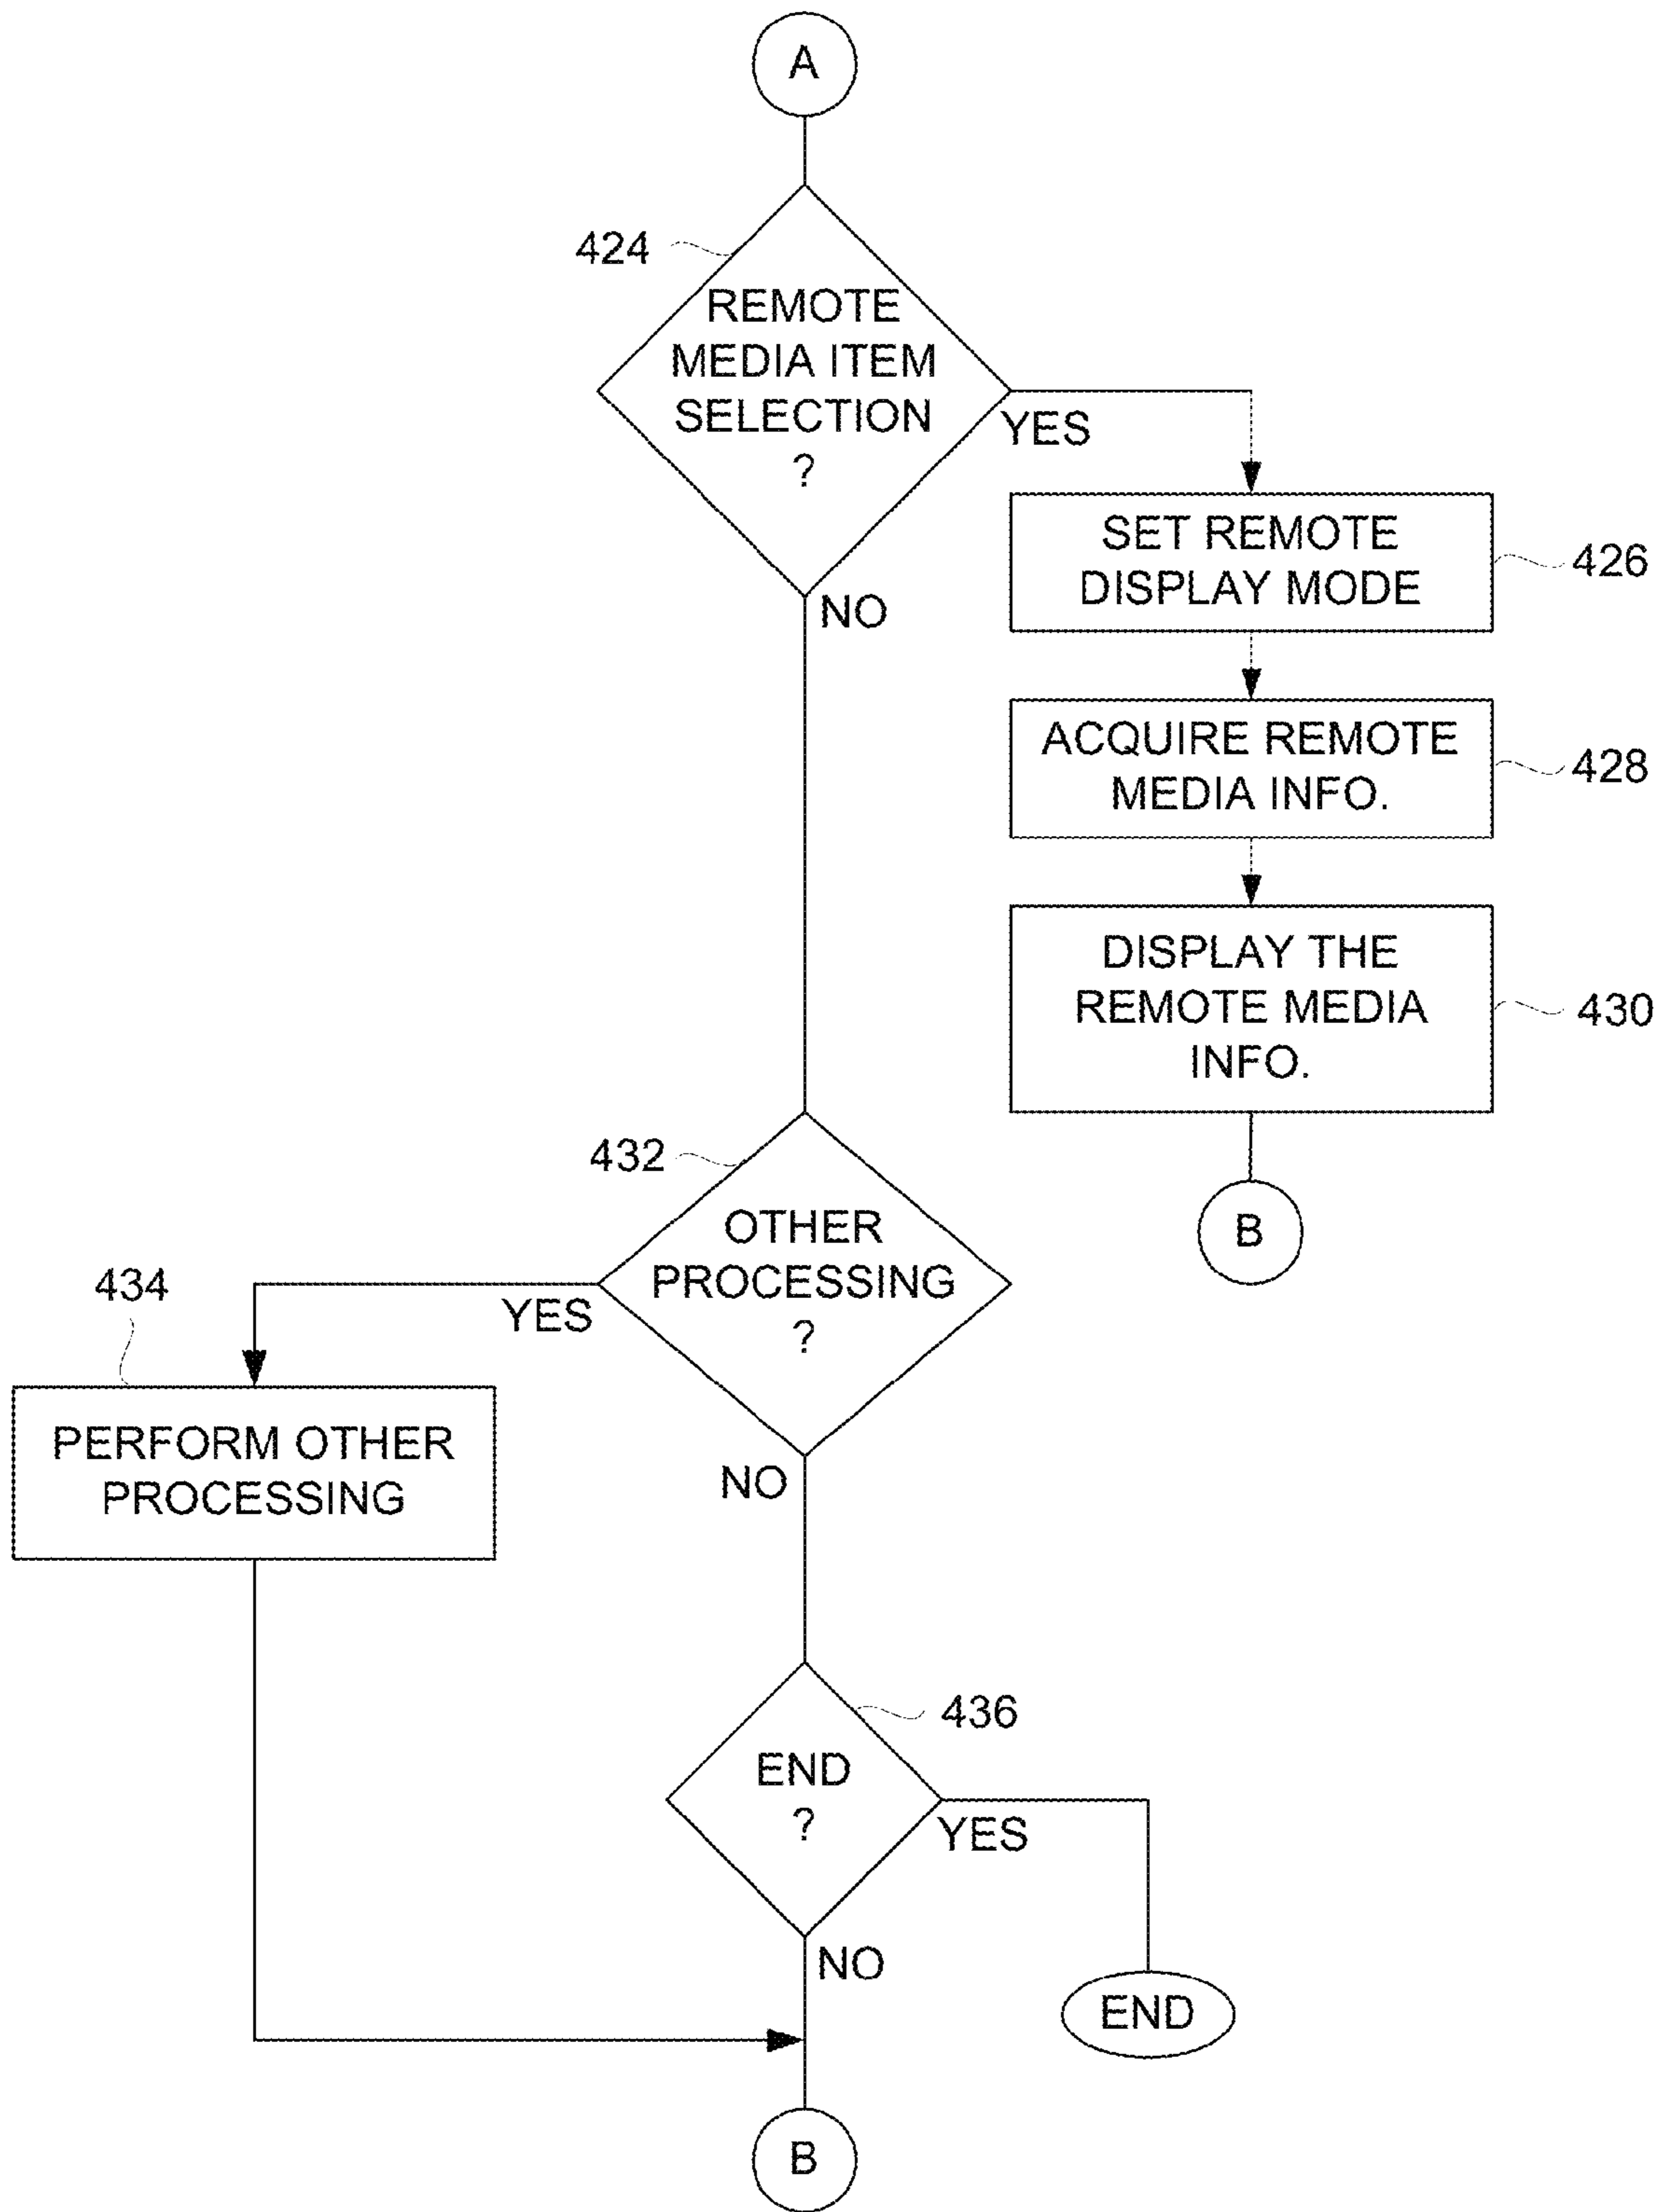 A
424
REMOTE
MEDIA ITEM
SELECTION
?
YES
NO
SET REMOTE
DISPLAY MODE
426
ACQUIRE REMOTE
MEDIA INFO.
428
DISPLAY THE
REMOTE MEDIA
INFO.
430
B
432
OTHER
PROCESSING
?
YES
NO
434
PERFORM OTHER
PROCESSING
436
END
?
YES
NO
END
B